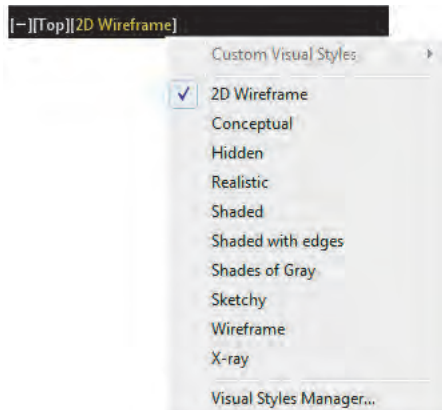 [−][Top][2D Wireframe]
Custom Visual Styles
2D Wireframe
Conceptual
Hidden
Realistic
Shaded
Shaded with edges
Shades of Gray
Sketchy
Wireframe
X-ray
Visual Styles Manager...